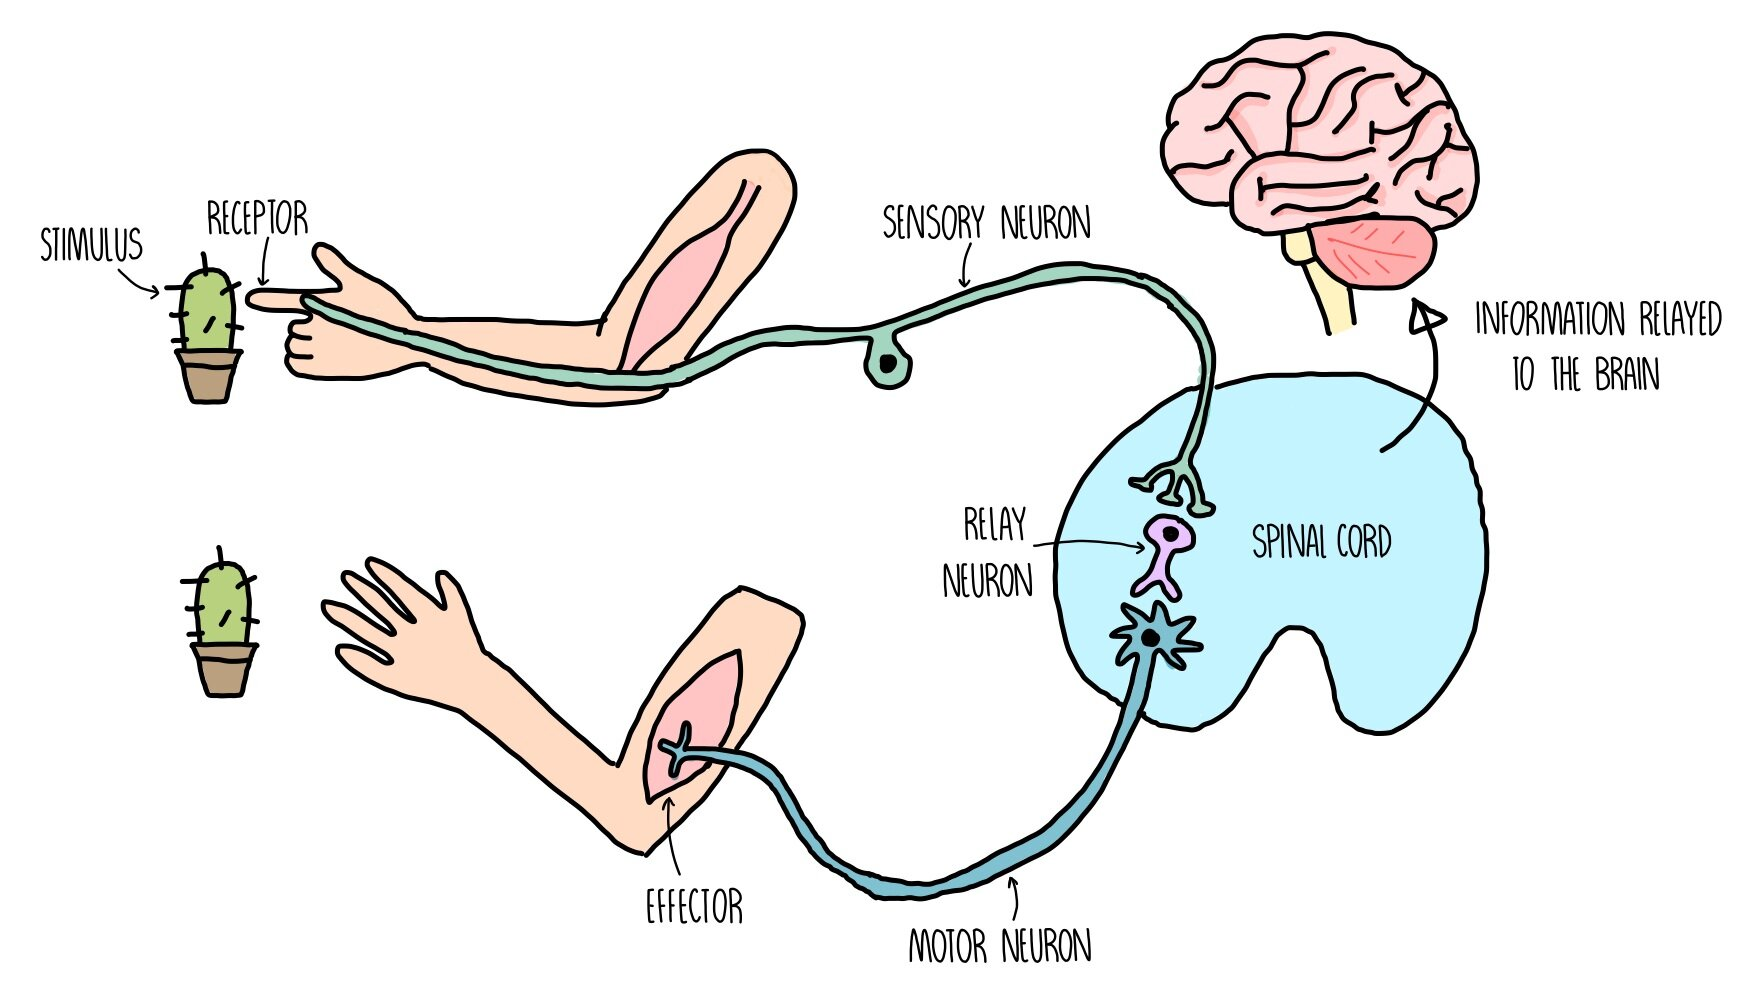 STIMULUS
RECEPTOR
SENSORY NEURON
INFORMATION RELAYED
TO THE BRAIN
RELAY
NEURON
SPINAL CORD
EFFECTOR
MOTOR NEURON